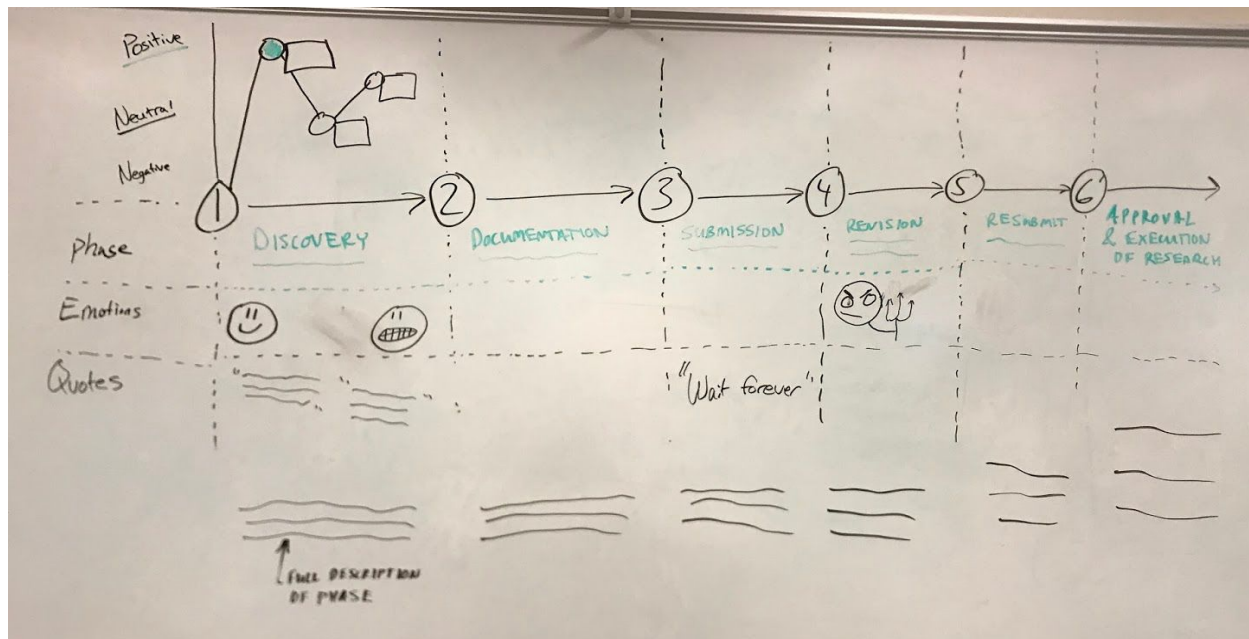 Positive
Neutral
Negative
1
2
3
4
5
6
Phase
DISCOVERY
DOCUMENTATION
SUBMISSION
REVISION
RESUBMIT
APPROVAL
& EXECUTION
OF RESEARCH
Emotions
Quotes
"Wait forever"
FULL DESCRIPTION
OF PHASE